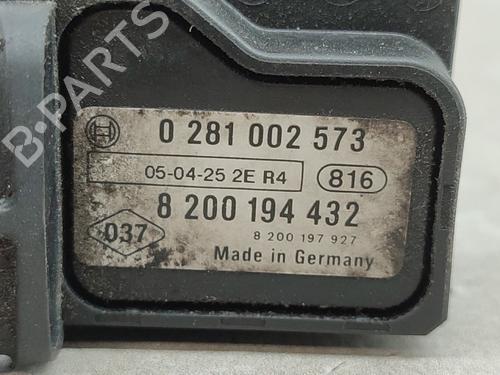 B-PARTS
0 281 002 573
05-04-25 2E R4 816
8 200 194 432
037
8 200 197 927
Made in Germany